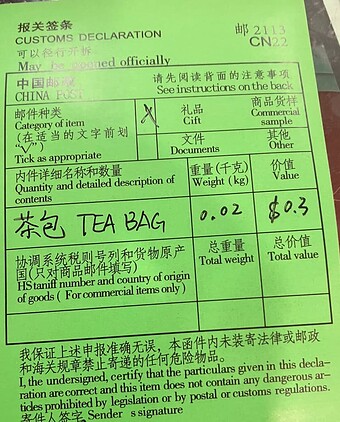 报关签条
CUSTOMS DECLARATION
邮 2113
CN22
可以径行开拆
May be opened officially
中国邮政
CHINA POST
请先阅读背面的注意事项
See instructions on the back
邮件种类
Category of item
(在适当的文字前划
“√”)
Tick as appropriate
礼品
Gift
商品货样
Commercial
sample
文件
Documents
其他
Other
内件详细名称和数量
Quantity and detailed description of
contents
重量(千克)
Weight (kg)
价值
Value
茶包 TEA BAG
0.02
$0.3
协调系统税则号列和货物原产
国(只对商品邮件填写)
HS tariff number and country of origin
of goods ( For commercial items only )
总重量
Total weight
总价值
Total value
我保证上述申报准确无误，本函件内未装寄法律或邮政
和海关规章禁止寄递的任何危险物品。
I, the undersigned, certify that the particulars given in this decla-
ration are correct and this item does not contain any dangerous ar-
ticles prohibited by legislation or by postal or customs regulations.
寄件人签字 Sender's signature